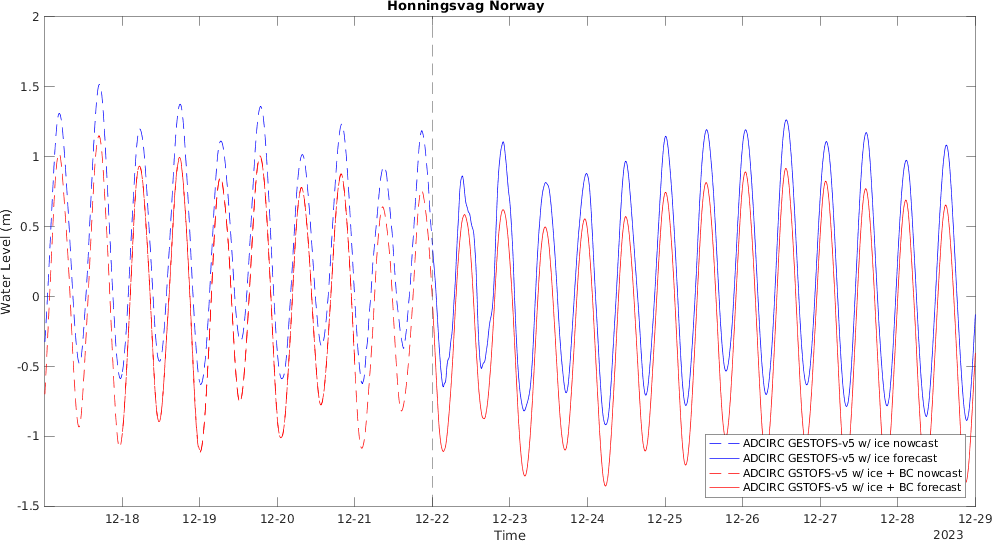 Honningsvag Norway
2
1.5
1
0.5
0
-0.5
-1
-1.5
Water Level (m)
ADCIRC GESTOFS-v5 w/ ice nowcast
ADCIRC GESTOFS-v5 w/ ice forecast
ADCIRC GSTOFS-v5 w/ ice + BC nowcast
ADCIRC GSTOFS-v5 w/ ice + BC forecast
12-18 12-19 12-20 12-21 12-22 12-23 12-24 12-25 12-26 12-27 12-28 12-29
Time
2023